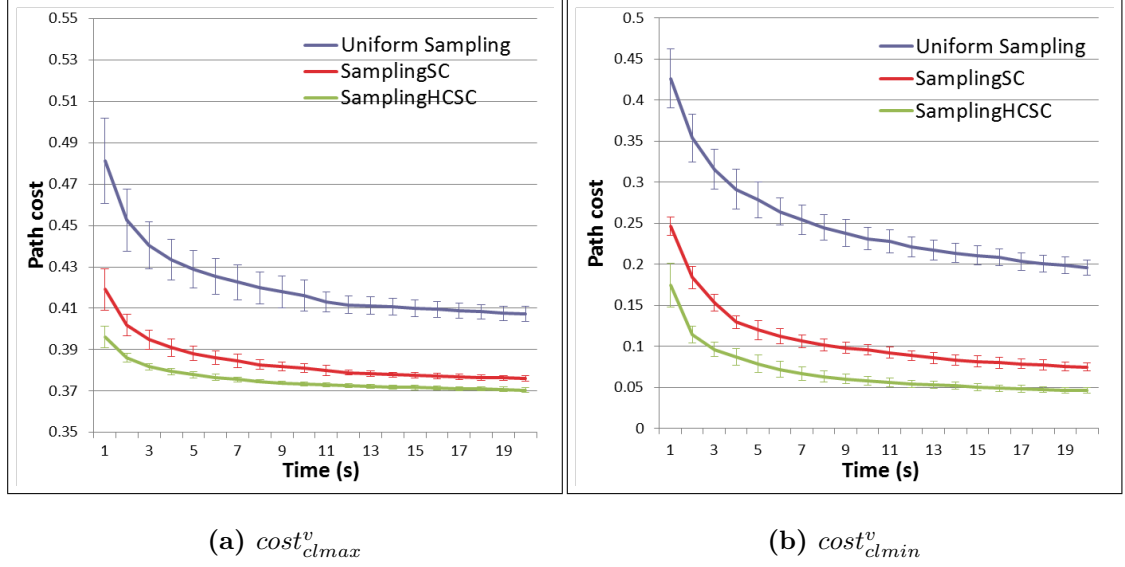 0.55
0.53
0.51
0.49
0.47
0.45
0.43
0.41
0.39
0.37
0.35
Path cost
Uniform Sampling
SamplingSC
SamplingHCSC
1 3 5 7 9 11 13 15 17 19
Time (s)
(a) cost^v_{clmax}
0.5
0.45
0.4
0.35
0.3
0.25
0.2
0.15
0.1
0.05
0
Path cost
Uniform Sampling
SamplingSC
SamplingHCSC
1 3 5 7 9 11 13 15 17 19
Time (s)
(b) cost^v_{clmin}